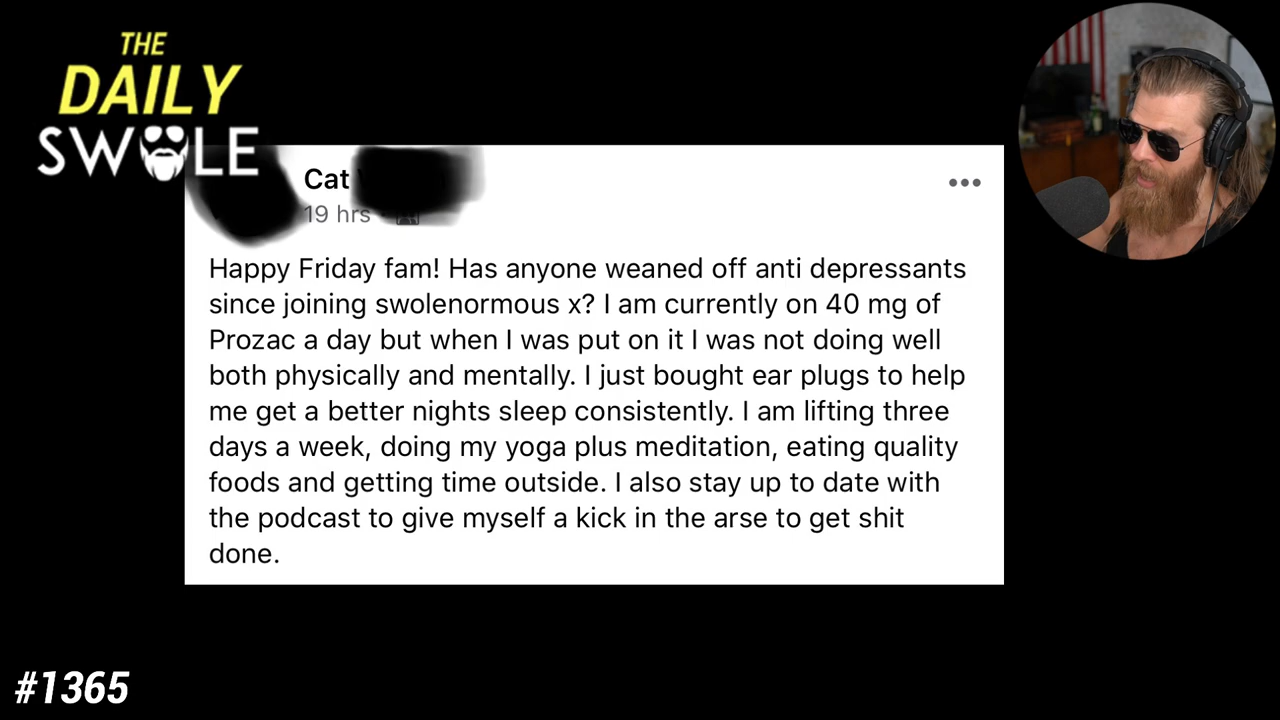 THE
DAILY
SWOLE
Cat
19 hrs
Happy Friday fam! Has anyone weaned off anti depressants
since joining swolenormous x? I am currently on 40 mg of
Prozac a day but when I was put on it I was not doing well
both physically and mentally. I just bought ear plugs to help
me get a better nights sleep consistently. I am lifting three
days a week, doing my yoga plus meditation, eating quality
foods and getting time outside. I also stay up to date with
the podcast to give myself a kick in the arse to get shit
done.
#1365